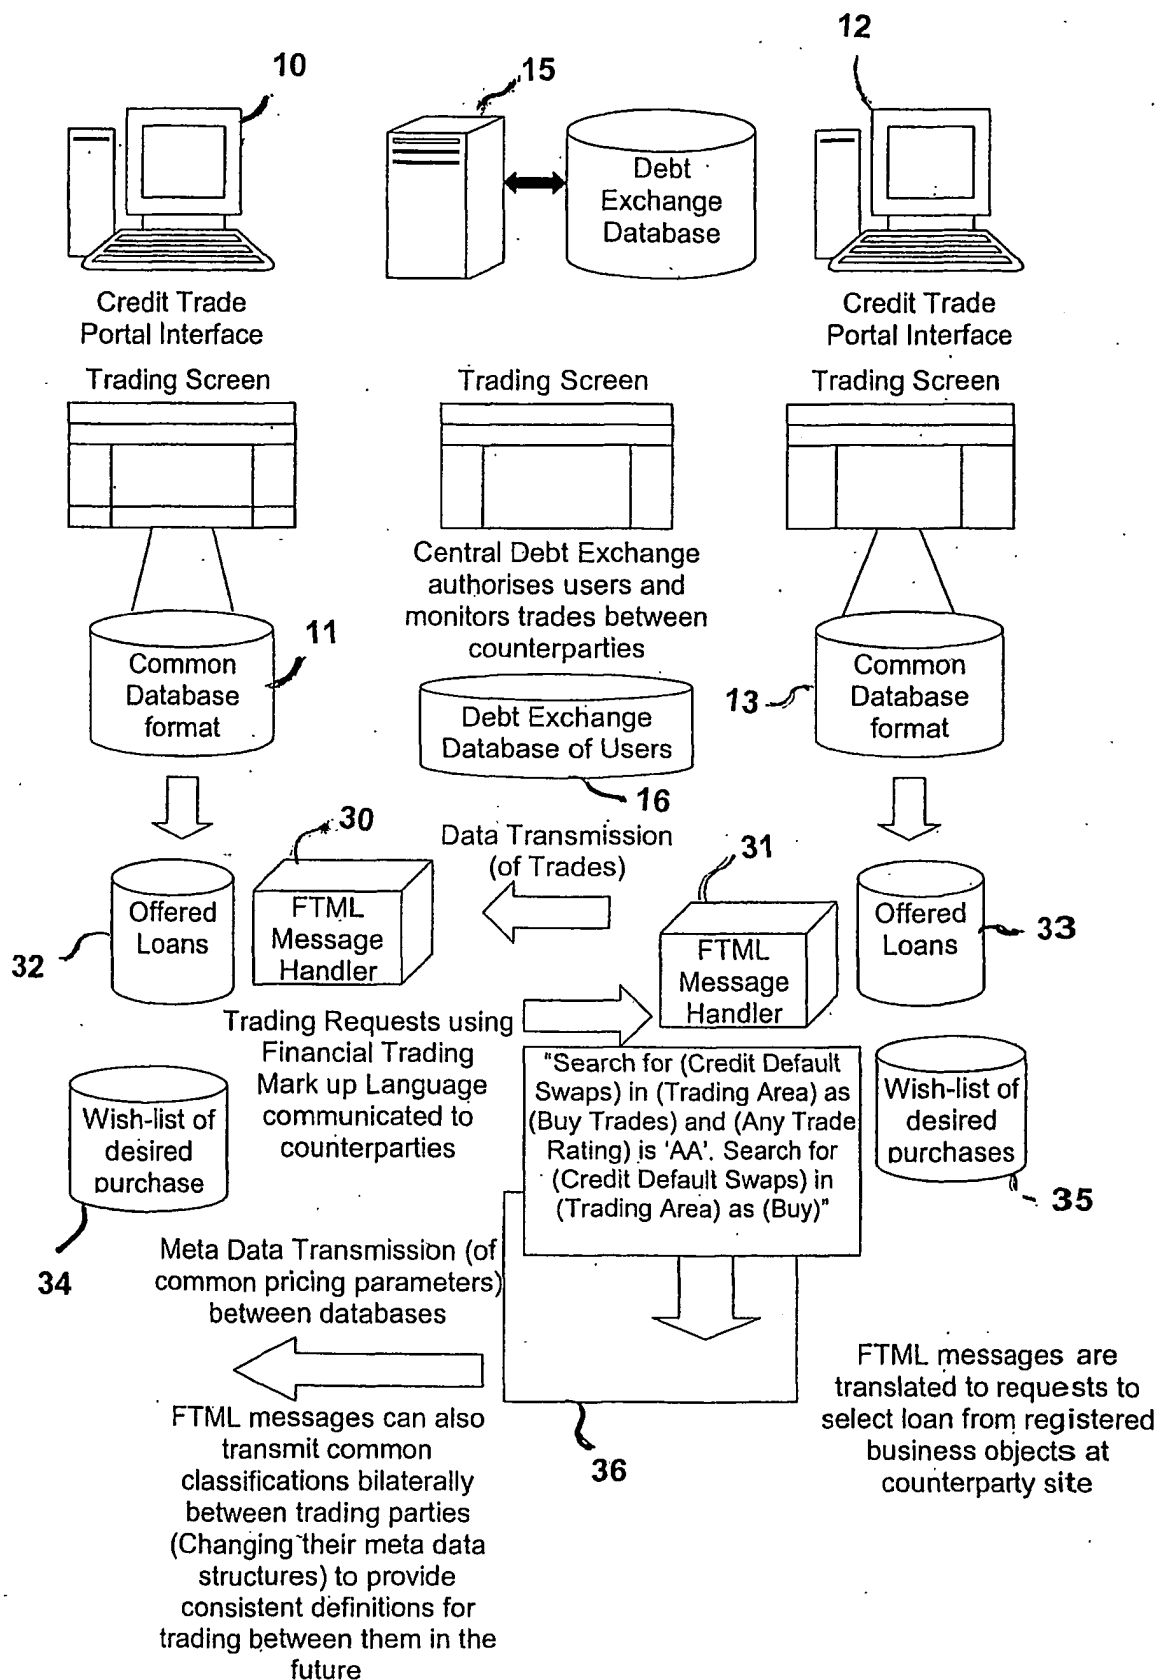 10
15
12
Debt
Exchange
Database
Credit Trade
Portal Interface
Credit Trade
Portal Interface
Trading Screen
Trading Screen
Trading Screen
Central Debt Exchange
authorises users and
monitors trades between
counterparties
11
Common
Database
format
13
Common
Database
format
Debt Exchange
Database of Users
16
30
Data Transmission
(of Trades)
31
Offered
Loans
32
FTML
Message
Handler
FTML
Message
Handler
Offered
Loans
33
Trading Requests using
Financial Trading
Mark up Language
communicated to
counterparties
"Search for (Credit Default
Swaps) in (Trading Area) as
(Buy Trades) and (Any Trade
Rating) is 'AA'. Search for
(Credit Default Swaps) in
(Trading Area) as (Buy)"
Wish-list of
desired
purchase
34
Wish-list of
desired
purchases
35
Meta Data Transmission (of
common pricing parameters)
between databases
36
FTML messages can also
transmit common
classifications bilaterally
between trading parties
(Changing their meta data
structures) to provide
consistent definitions for
trading between them in the
future
FTML messages are
translated to requests to
select loan from registered
business objects at
counterparty site